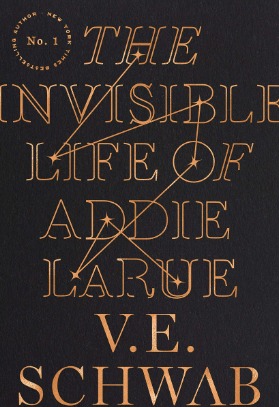 NEW YORK TIMES BESTSELLING AUTHOR
No. 1
THE
INVISIBLE
LIFE OF
ADDIE
LARUE
V.E.
SCHWAB